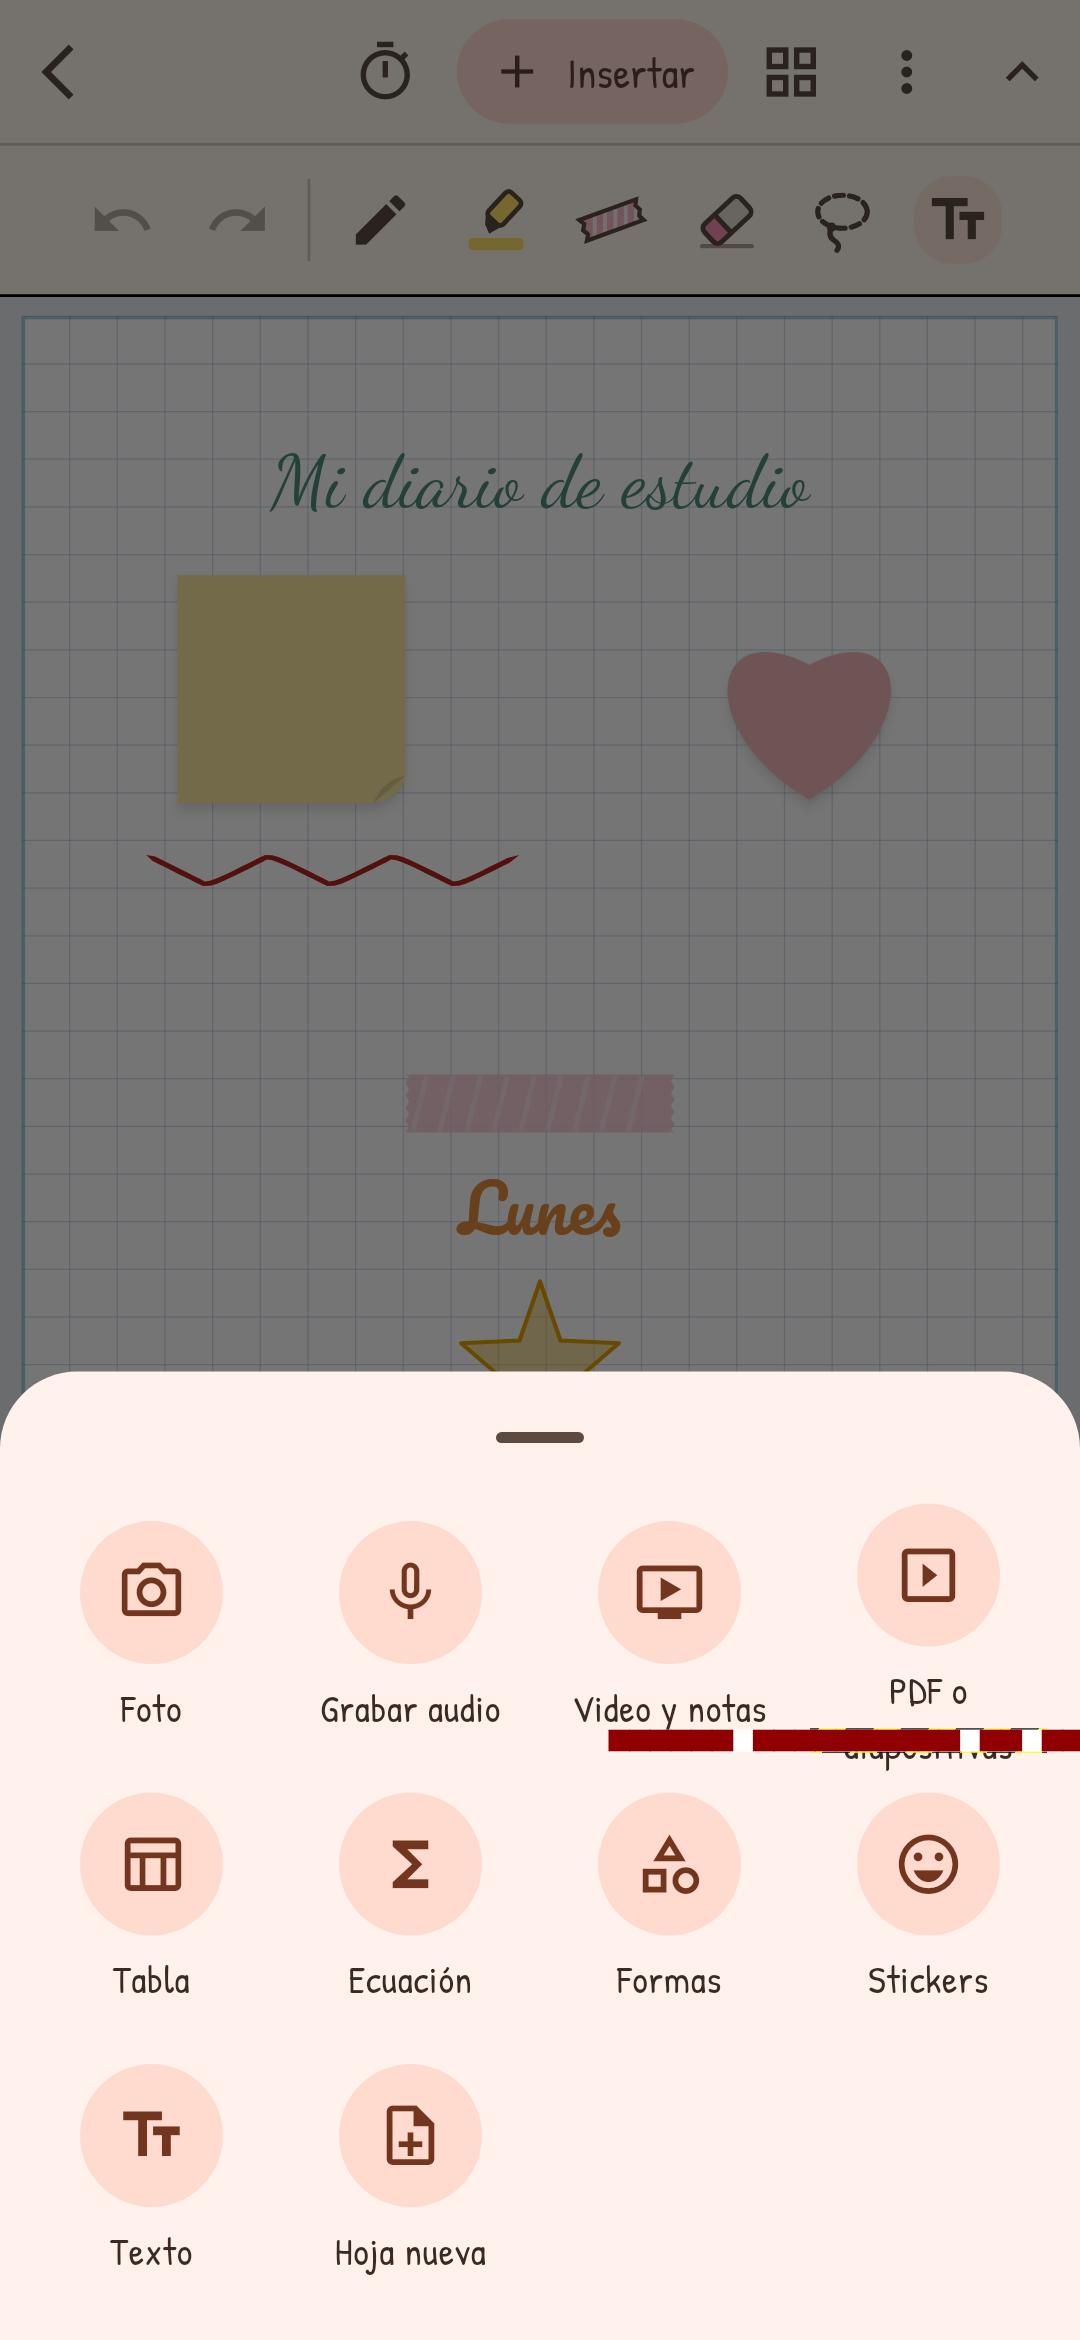 Insertar
Mi diario de estudio
Lunes
Foto
Grabar audio
Video y notas
PDF o
diapositivas
Tabla
Ecuación
Formas
Stickers
Texto
Hoja nueva